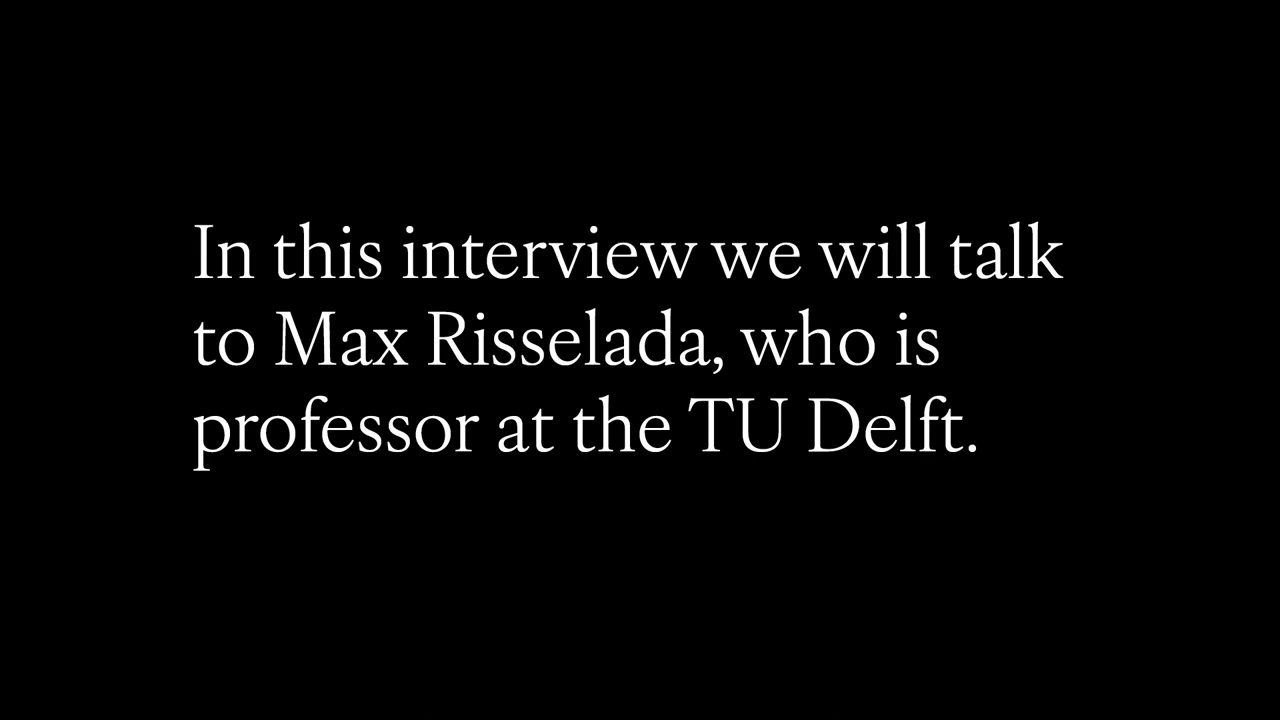 In this interview we will talk
to Max Risselada, who is
professor at the TU Delft.